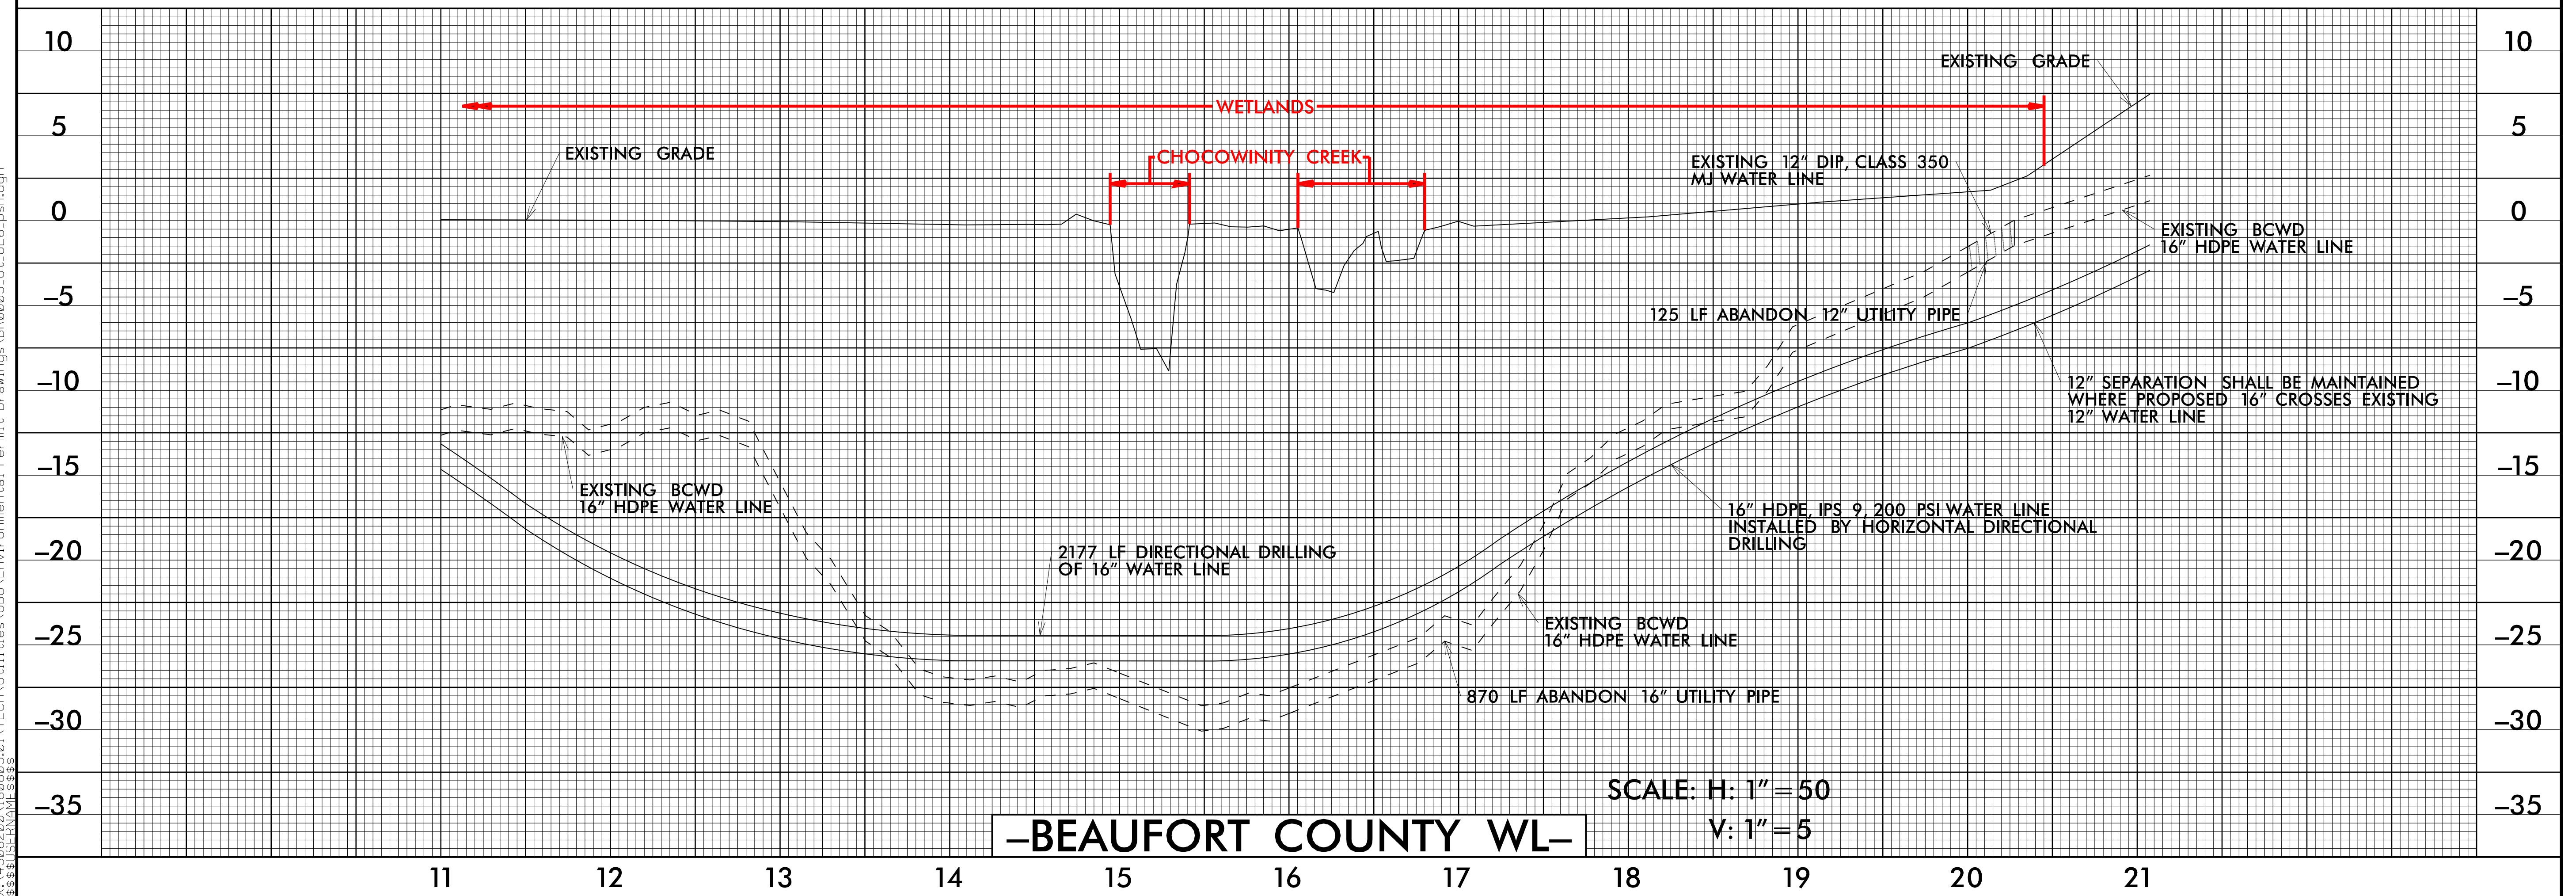 10
5
0
–5
–10
–15
–20
–25
–30
–35
EXISTING GRADE
WETLANDS
CHOCOWINITY CREEK
EXISTING GRADE
EXISTING 12" DIP, CLASS 350
MJ WATER LINE
EXISTING BCWD
16" HDPE WATER LINE
125 LF ABANDON 12" UTILITY PIPE
12" SEPARATION SHALL BE MAINTAINED
WHERE PROPOSED 16" CROSSES EXISTING
12" WATER LINE
EXISTING BCWD
16" HDPE WATER LINE
16" HDPE, IPS 9, 200 PSI WATER LINE
INSTALLED BY HORIZONTAL DIRECTIONAL
DRILLING
2177 LF DIRECTIONAL DRILLING
OF 16" WATER LINE
EXISTING BCWD
16" HDPE WATER LINE
870 LF ABANDON 16" UTILITY PIPE
SCALE: H: 1" = 50
V: 1" = 5
–BEAUFORT COUNTY WL–
10
5
0
–5
–10
–15
–20
–25
–30
–35
11 12 13 14 15 16 17 18 19 20 21